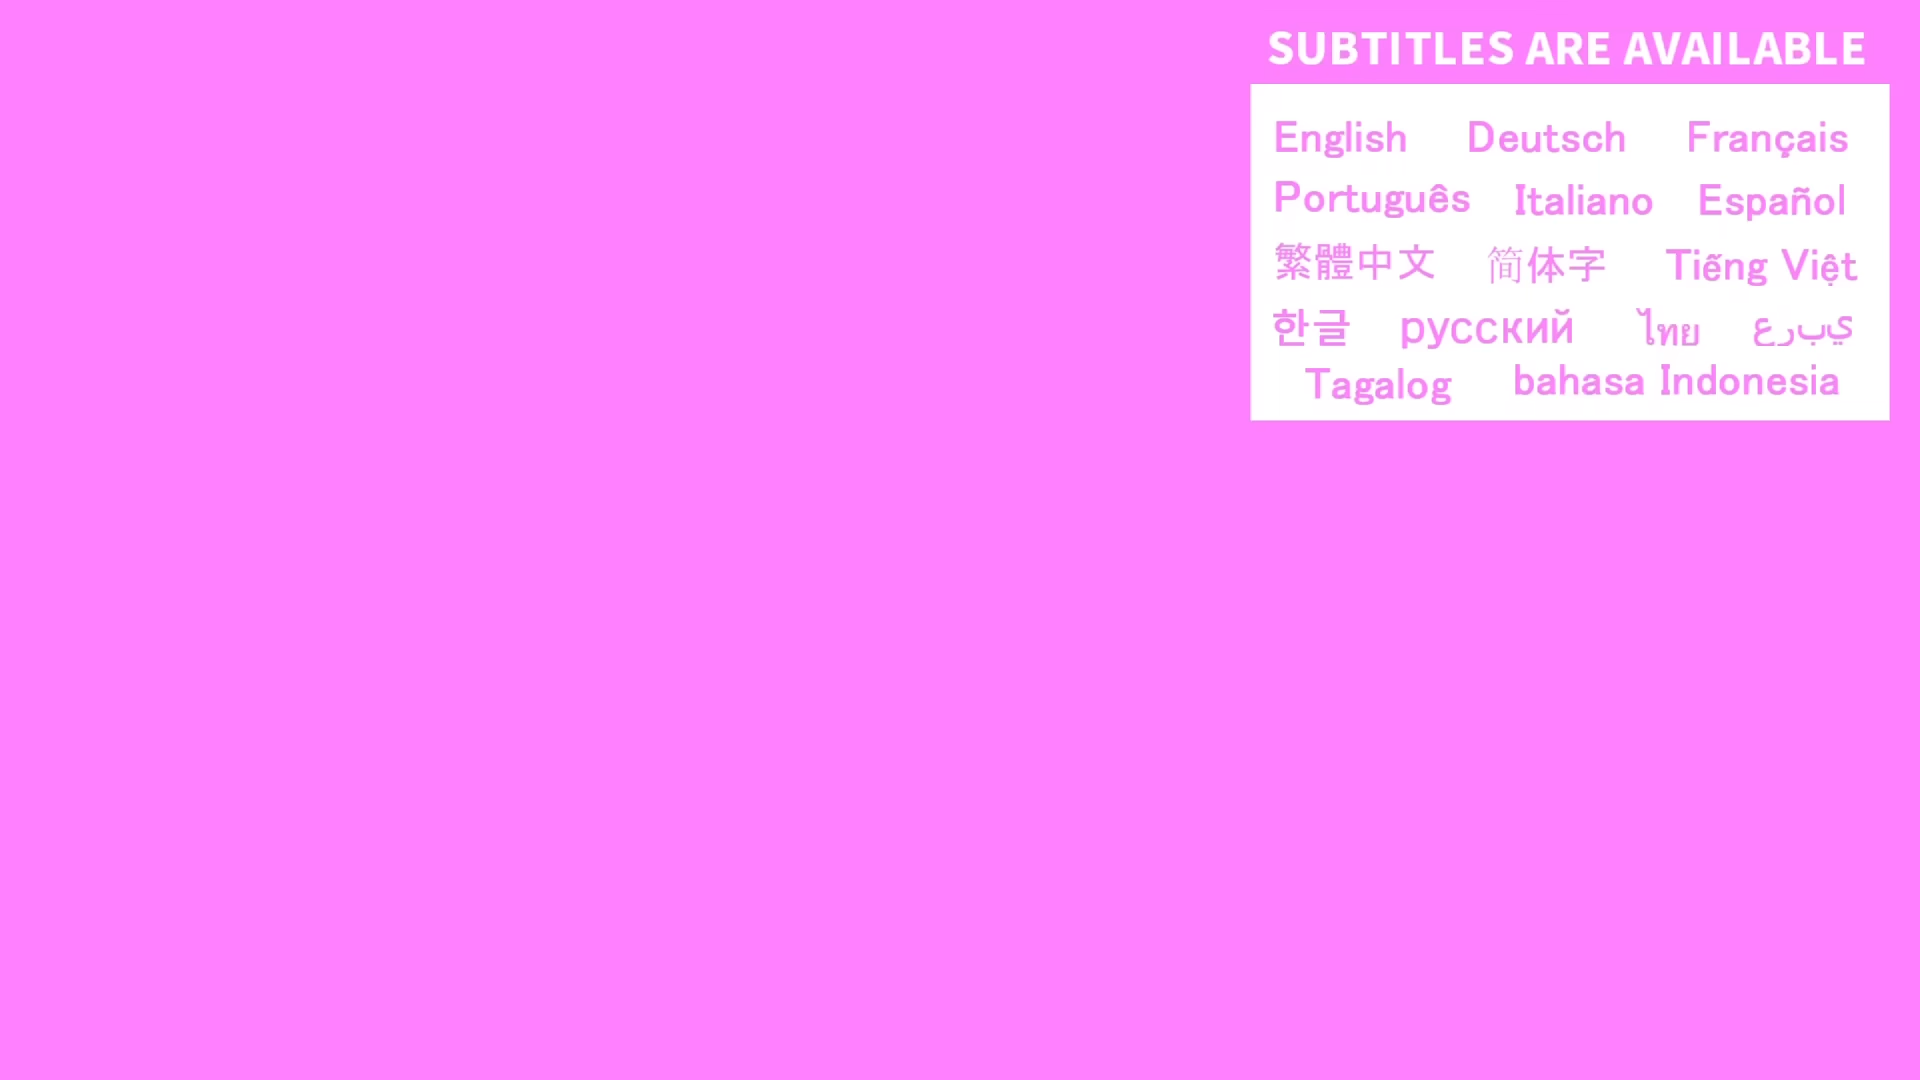 SUBTITLES ARE AVAILABLE
English Deutsch Français
Português Italiano Español
繁體中文 简体字 Tiếng Việt
한글 русский ไทย ي‌ب‌ر‌ع
Tagalog bahasa Indonesia